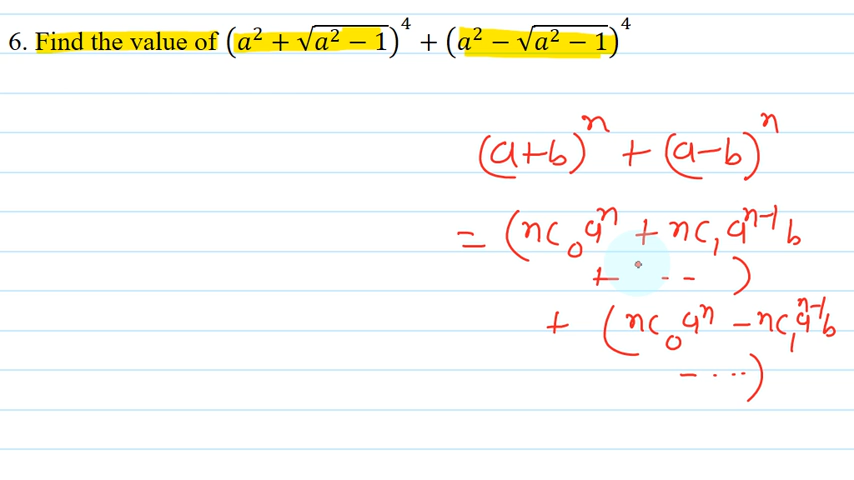 6. Find the value of (a² + √a² − 1)⁴ + (a² − √a² − 1)⁴
(a+b)ⁿ + (a−b)ⁿ
= (nc₀aⁿ + nc₁aⁿ⁻¹b
+ · - - )
+ (nc₀aⁿ − nc₁aⁿ⁻¹b
− · ···)